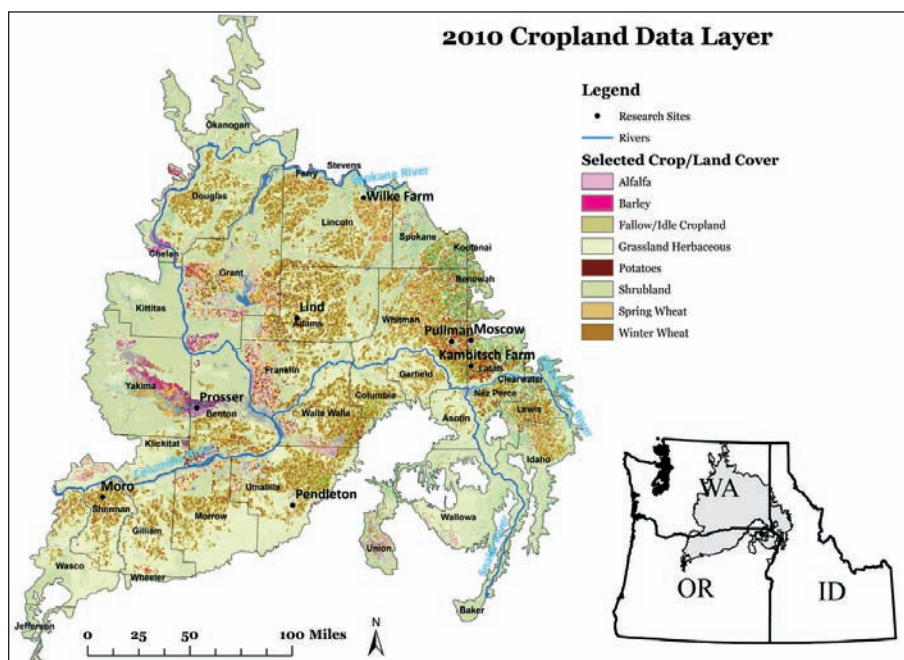 2010 Cropland Data Layer
Legend
Research Sites
Rivers
Selected Crop/Land Cover
Alfalfa
Barley
Fallow/Idle Cropland
Grassland Herbaceous
Potatoes
Shrubland
Spring Wheat
Winter Wheat
Okanogan
Ferry
Stevens
Spokane River
Douglas
Wilke Farm
Lincoln
Spokane
Kootenai
Chelan
Grant
Benewah
Kittitas
Lind
Adams
Whitman
Pullman
Moscow
Kambitsch Farm
Latah
Franklin
Garfield
Clearwater
Yakima
Prosser
Columbia
Nez Perce
Benton
Walla Walla
Asotin
Lewis
River
Klickitat
Columbia River
Idaho
Moro
Umatilla
Pendleton
Sherman
Morrow
Wallowa
Gilliam
Union
Wasco
Wheeler
Baker
Jefferson
0 25 50 100 Miles
N
WA
OR
ID